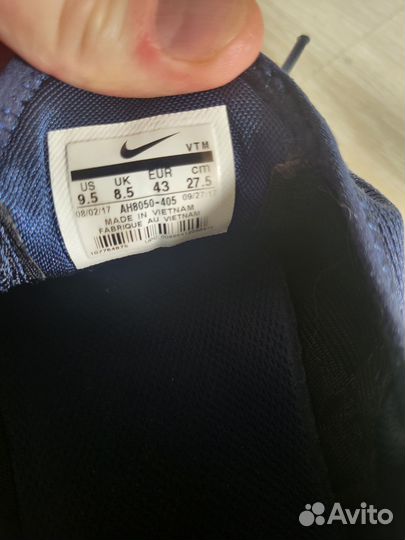 VTM
US UK EUR cm
9.5 8.5 43 27.5
08/02/17 AH8050-405 09/27/17
MADE IN VIETNAM
FABRIQUE AU VIETNAM
Avito